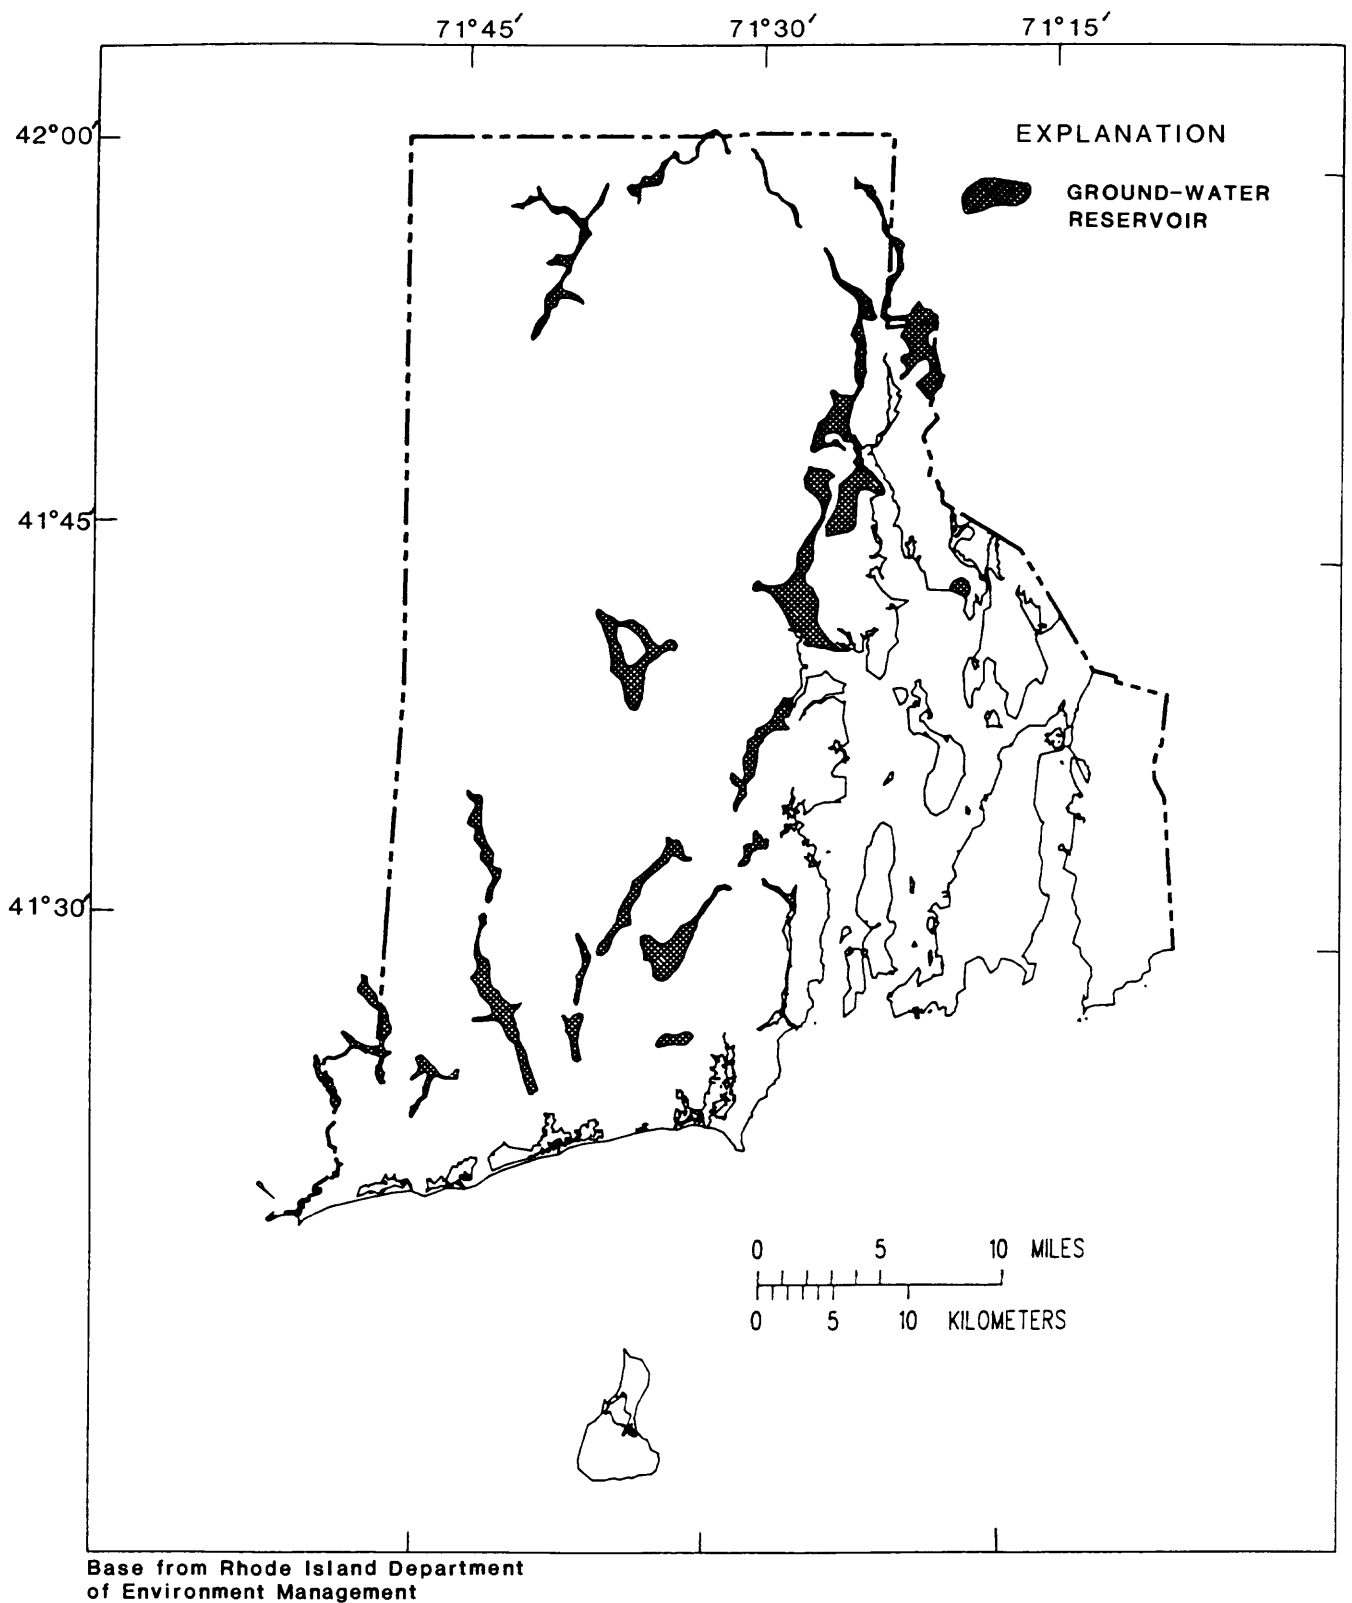 71°45′ 71°30′ 71°15′
42°00′
EXPLANATION
GROUND-WATER
RESERVOIR
41°45′
41°30′
0 5 10 MILES
0 5 10 KILOMETERS
Base from Rhode Island Department
of Environment Management